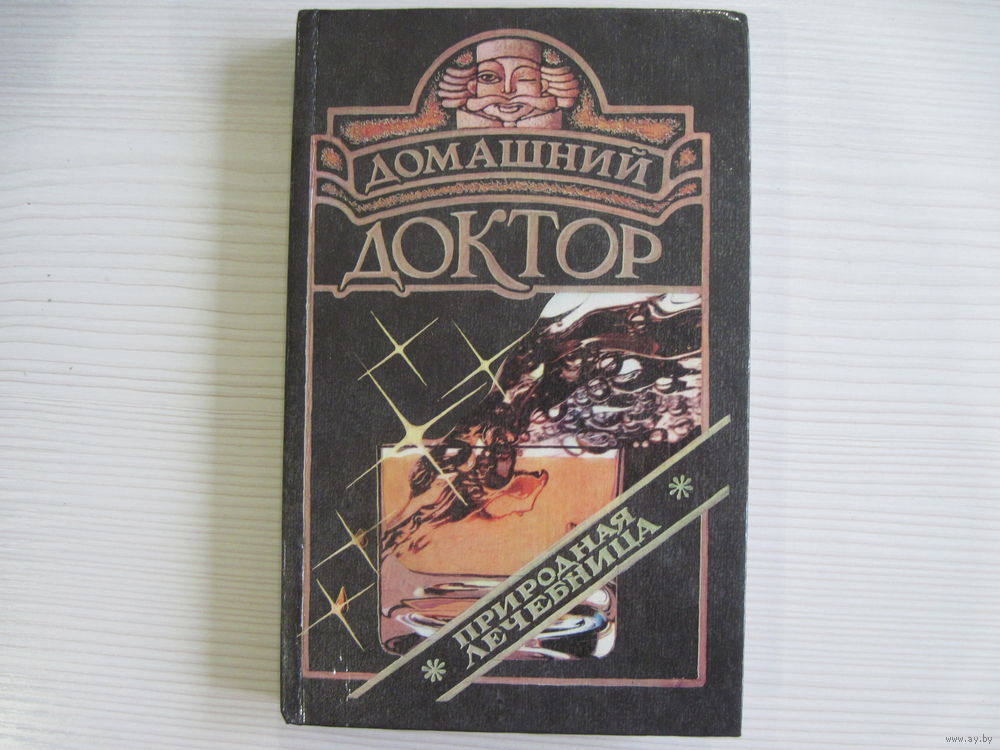 ДОМАШНИЙ
ДОКТОР
* ПРИРОДНАЯ *
ЛЕЧЕБНИЦА
www.ay.by